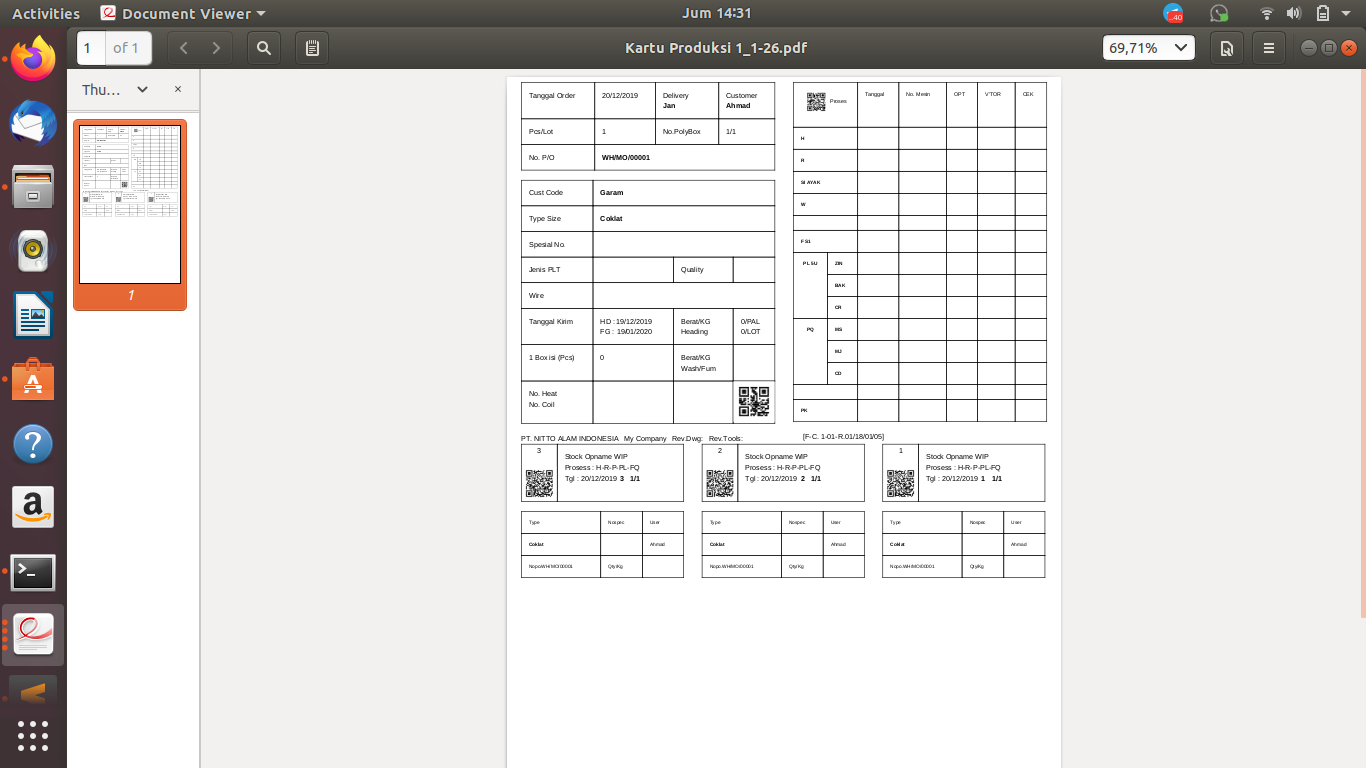 Activities Document Viewer Jum 14:31 40
1 of 1 Kartu Produksi 1_1-26.pdf 69,71%
Thu...
1
Tanggal Order 20/12/2019 Delivery Customer
Jan Ahmad
Pcs/Lot 1 No.PolyBox 1/1
No. P/O WH/MO/00001
Cust Code Garam
Type Size Coklat
Spesial No.
Jenis PLT Quality
Wire
Tanggal Kirim HD : 19/12/2019 Berat/KG 0/PAL
FG : 19/01/2020 Heading 0/LOT
1 Box isi (Pcs) 0 Berat/KG
Wash/Fum
No. Heat
No. Coil
Proses Tanggal No. Mesin OPT V'TOR CEK
H
R
SI AYAK
W
FS1
PL SU ZIN
BAK
CR
PQ MS
MJ
CD
PK
PT. NITTO ALAM INDONESIA My Company Rev.Dwg: Rev.Tools: [F-C. 1-01-R.01/18/01/05]
3
Stock Opname WIP
Prosess : H-R-P-PL-FQ
Tgl : 20/12/2019 3 1/1
2
Stock Opname WIP
Prosess : H-R-P-PL-FQ
Tgl : 20/12/2019 2 1/1
1
Stock Opname WIP
Prosess : H-R-P-PL-FQ
Tgl : 20/12/2019 1 1/1
Type Nospec User
Coklat Ahmad
Nopo.WH/MO/00001 Qty/Kg
Type Nospec User
Coklat Ahmad
Nopo.WH/MO/00001 Qty/Kg
Type Nospec User
Coklat Ahmad
Nopo.WH/MO/00001 Qty/Kg